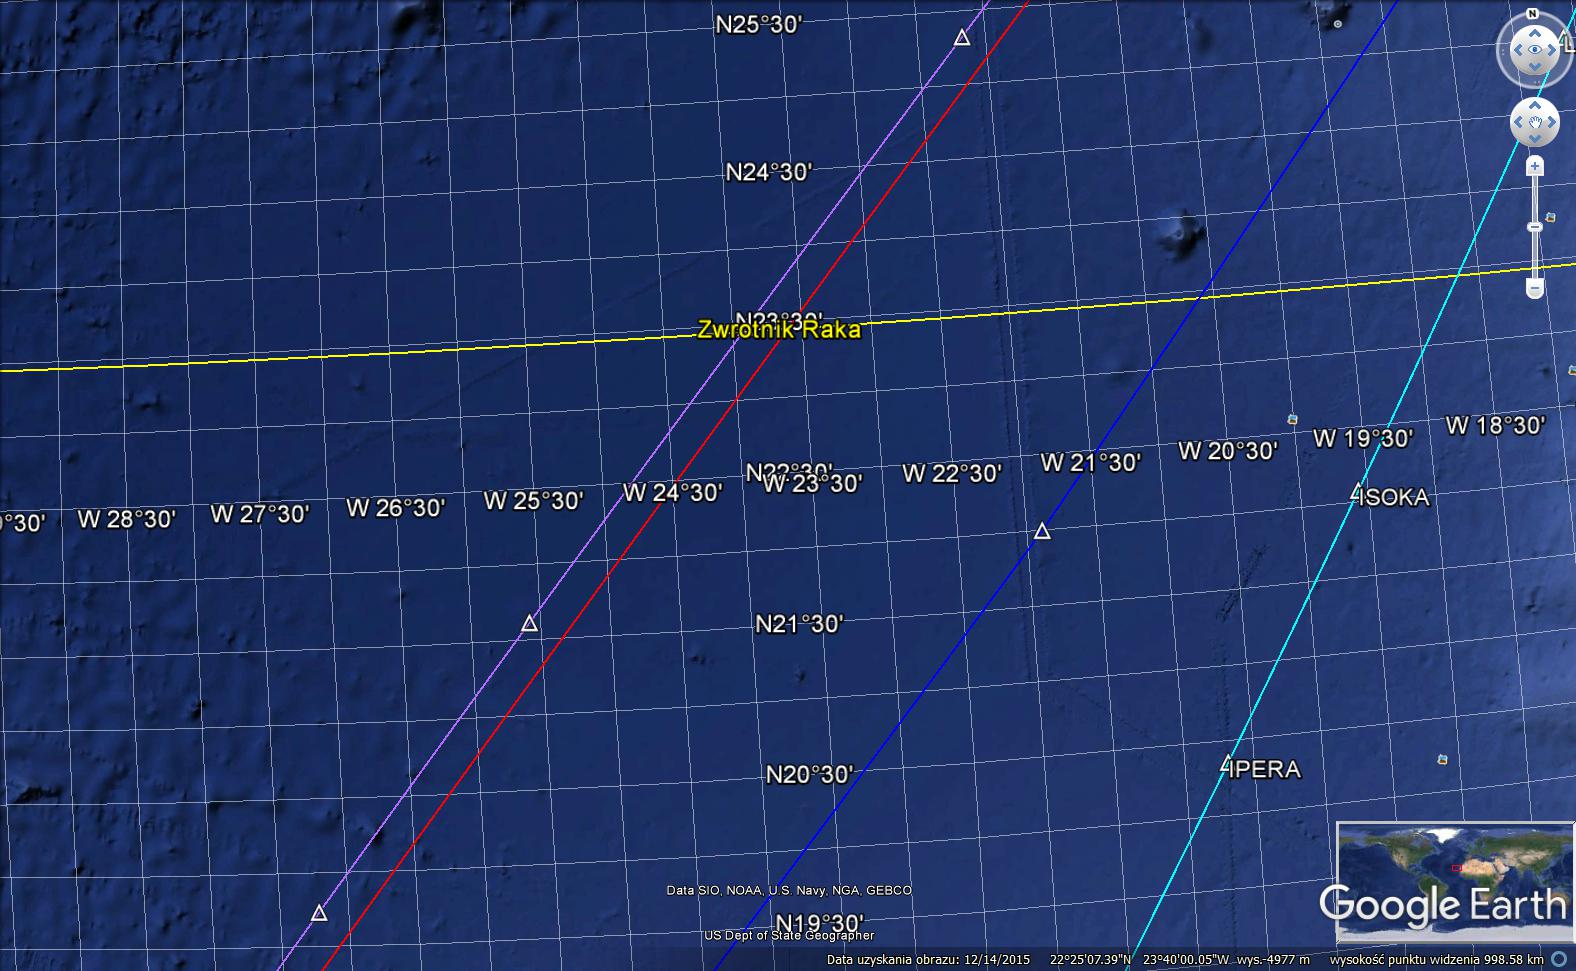 N25°30'
N
N24°30'
N23°30'
Zwrotnik Raka
W 18°30'
W 19°30'
W 20°30'
W 21°30'
W 22°30'
N22°30'
W 23°30'
W 24°30'
W 25°30'
W 26°30'
W 27°30'
W 28°30'
°30'
ISOKA
N21°30'
N20°30'
IPERA
Data SIO, NOAA, U.S. Navy, NGA, GEBCO
N19°30'
US Dept of State Geographer
Google Earth
Data uzyskania obrazu: 12/14/2015 22°25'07.39"N 23°40'00.05"W wys.-4977 m wysokość punktu widzenia 998.58 km